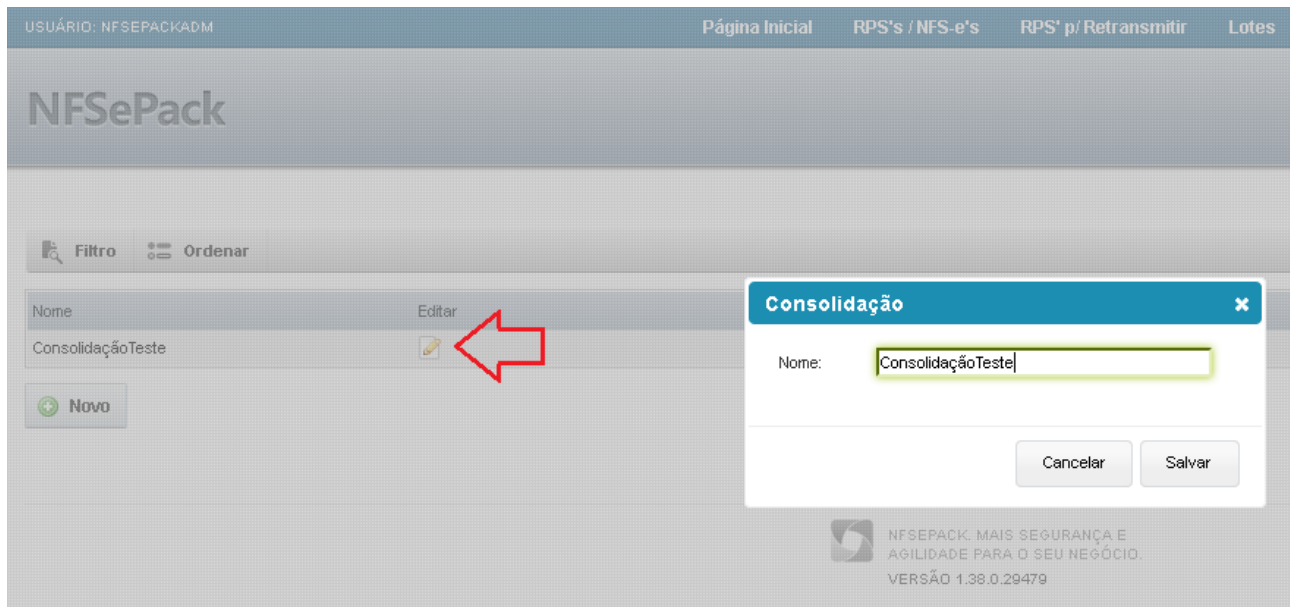 USUÁRIO: NFSEPACKADM
Página Inicial RPS's / NFS-e's RPS' p/ Retransmitir Lotes
NFSePack
Filtro Ordenar
Nome Editar
ConsolidaçãoTeste
Novo
Consolidação
Nome: ConsolidaçãoTeste
Cancelar Salvar
NFSEPACK. MAIS SEGURANÇA E
AGILIDADE PARA O SEU NEGÓCIO.
VERSÃO 1.38.0.29479